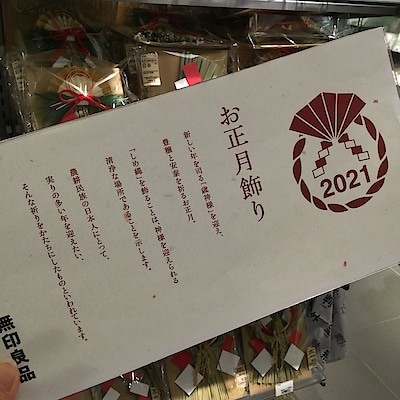 お正月飾り
新しい年を司る「歳神様」を迎え、
豊穣と安泰を祈るお正月。
「しめ縄」を飾ることは、神様を迎えられる
清浄な場所であることを示します。
農耕民族の日本人にとって、
実りの多い年を迎えたい、
そんな祈りをかたちにしたものといわれています。
2021
無印良品